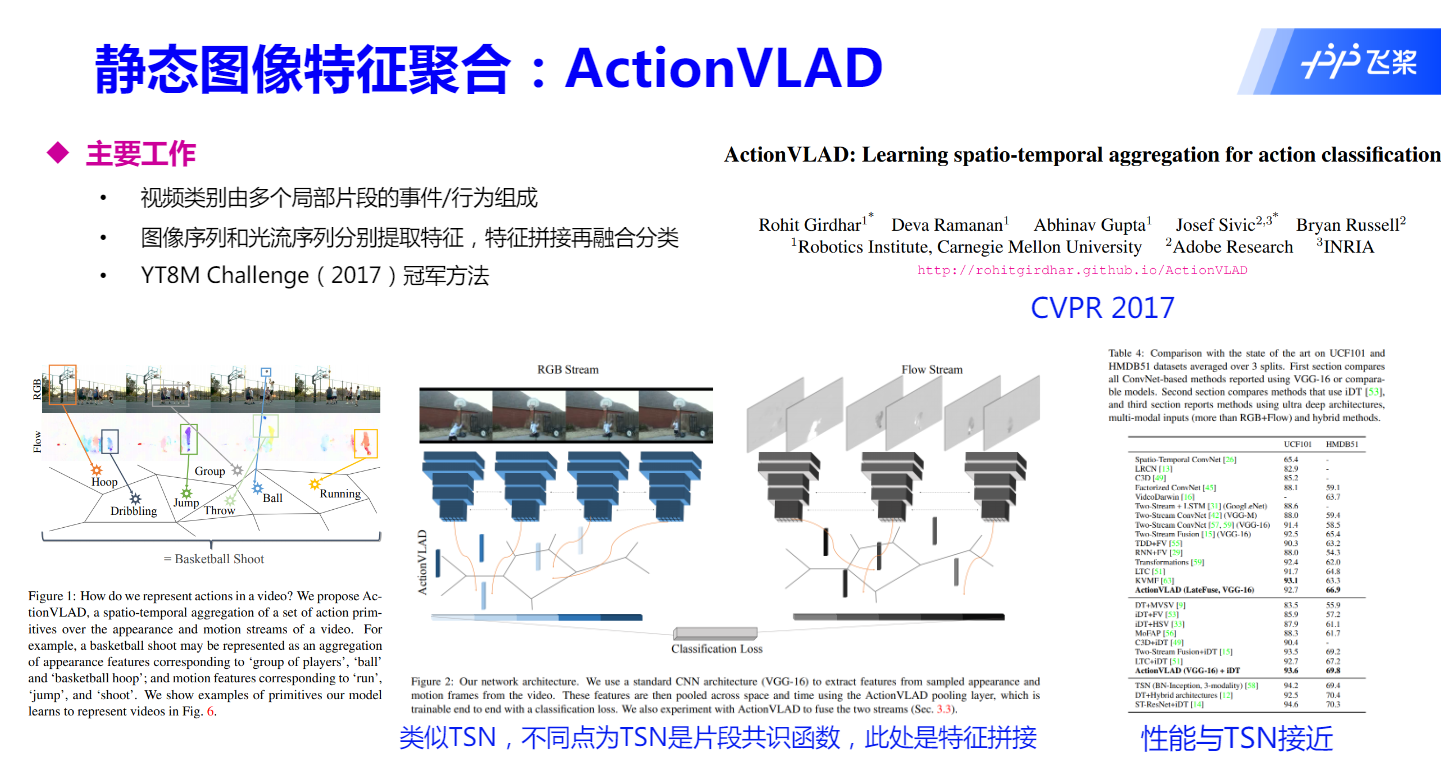 静态图像特征聚合：ActionVLAD
飞桨
◆ 主要工作
• 视频类别由多个局部片段的事件/行为组成
• 图像序列和光流序列分别提取特征，特征拼接再融合分类
• YT8M Challenge（2017）冠军方法
ActionVLAD: Learning spatio-temporal aggregation for action classification
Rohit Girdhar1* Deva Ramanan1 Abhinav Gupta1 Josef Sivic2,3* Bryan Russell2
1Robotics Institute, Carnegie Mellon University 2Adobe Research 3INRIA
http://rohitgirdhar.github.io/ActionVLAD
CVPR 2017
RGB
Flow
Hoop
Dribbling
Jump
Group
Throw
Ball
Running
= Basketball Shoot
Figure 1: How do we represent actions in a video? We propose Ac-
tionVLAD, a spatio-temporal aggregation of a set of action prim-
itives over the appearance and motion streams of a video. For
example, a basketball shoot may be represented as an aggregation
of appearance features corresponding to ‘group of players’, ‘ball’
and ‘basketball hoop’; and motion features corresponding to ‘run’,
‘jump’, and ‘shoot’. We show examples of primitives our model
learns to represent videos in Fig. 6.
RGB Stream
Flow Stream
ActionVLAD
Classification Loss
Figure 2: Our network architecture. We use a standard CNN architecture (VGG-16) to extract features from sampled appearance and
motion frames from the video. These features are then pooled across space and time using the ActionVLAD pooling layer, which is
trainable end to end with a classification loss. We also experiment with ActionVLAD to fuse the two streams (Sec. 3.3).
类似TSN，不同点为TSN是片段共识函数，此处是特征拼接
Table 4: Comparison with the state of the art on UCF101 and
HMDB51 datasets averaged over 3 splits. First section compares
all ConvNet-based methods reported using VGG-16 or compara-
ble models. Second section compares methods that use iDT [53],
and third section reports methods using ultra deep architectures,
multi-modal inputs (more than RGB+Flow) and hybrid methods.
UCF101 HMDB51
Spatio-Temporal ConvNet [26] 65.4 -
LRCN [13] 82.9 -
C3D [49] 85.2 -
Factorized ConvNet [45] 88.1 59.1
VideoDarwin [16] - 63.7
Two-Stream + LSTM [31] (GoogLeNet) 88.6 -
Two-Stream ConvNet [42] (VGG-M) 88.0 59.4
Two-Stream ConvNet [57, 59] (VGG-16) 91.4 58.5
Two-Stream Fusion [15] (VGG-16) 92.5 65.4
TDD+FV [55] 90.3 63.2
RNN+FV [29] 88.0 54.3
Transformations [59] 92.4 62.0
LTC [51] 91.7 64.8
KVMF [63] 93.1 63.3
ActionVLAD (LateFuse, VGG-16) 92.7 66.9
DT+MVSV [9] 83.5 55.9
iDT+FV [53] 85.9 57.2
iDT+HSV [33] 87.9 61.1
MoFAP [56] 88.3 61.7
C3D+iDT [49] 90.4 -
Two-Stream Fusion+iDT [15] 93.5 69.2
LTC+iDT [51] 92.7 67.2
ActionVLAD (VGG-16) + iDT 93.6 69.8
TSN (BN-Inception, 3-modality) [58] 94.2 69.4
DT+Hybrid architectures [12] 92.5 70.4
ST-ResNet+iDT [14] 94.6 70.3
性能与TSN接近